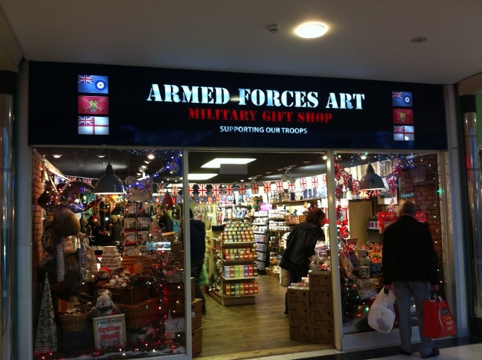 ARMED FORCES ART
MILITARY GIFT SHOP
SUPPORTING OUR TROOPS